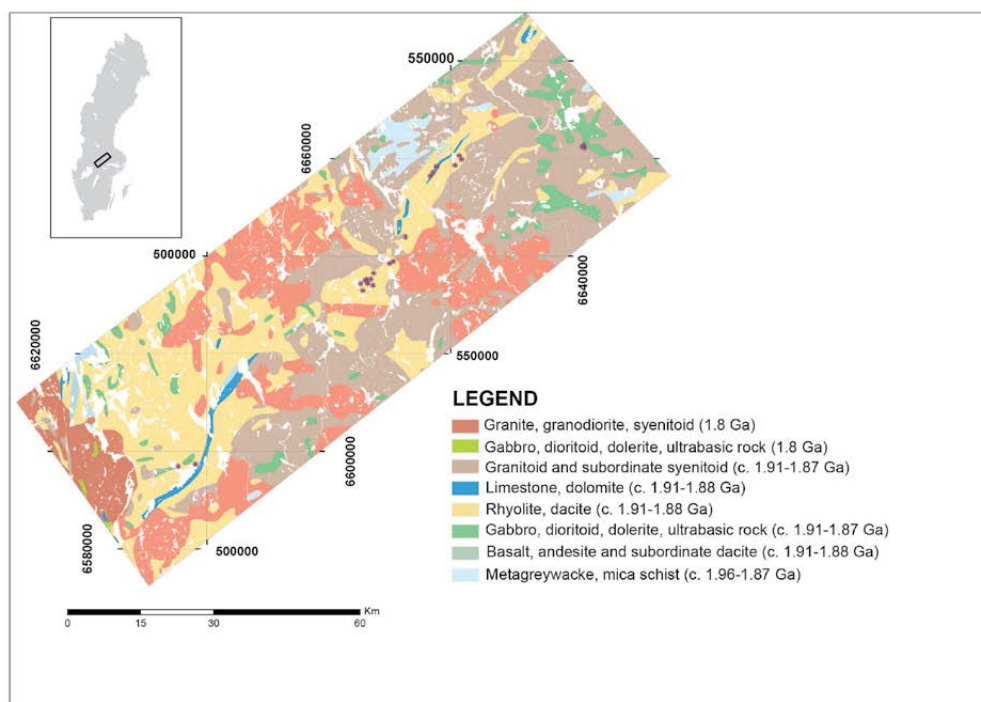 550000
6660000
500000
6640000
6620000
550000
6600000
6580000
500000
LEGEND
Granite, granodiorite, syenitoid (1.8 Ga)
Gabbro, dioritoid, dolerite, ultrabasic rock (1.8 Ga)
Granitoid and subordinate syenitoid (c. 1.91-1.87 Ga)
Limestone, dolomite (c. 1.91-1.88 Ga)
Rhyolite, dacite (c. 1.91-1.88 Ga)
Gabbro, dioritoid, dolerite, ultrabasic rock (c. 1.91-1.87 Ga)
Basalt, andesite and subordinate dacite (c. 1.91-1.88 Ga)
Metagreywacke, mica schist (c. 1.96-1.87 Ga)
Km
0 15 30 60